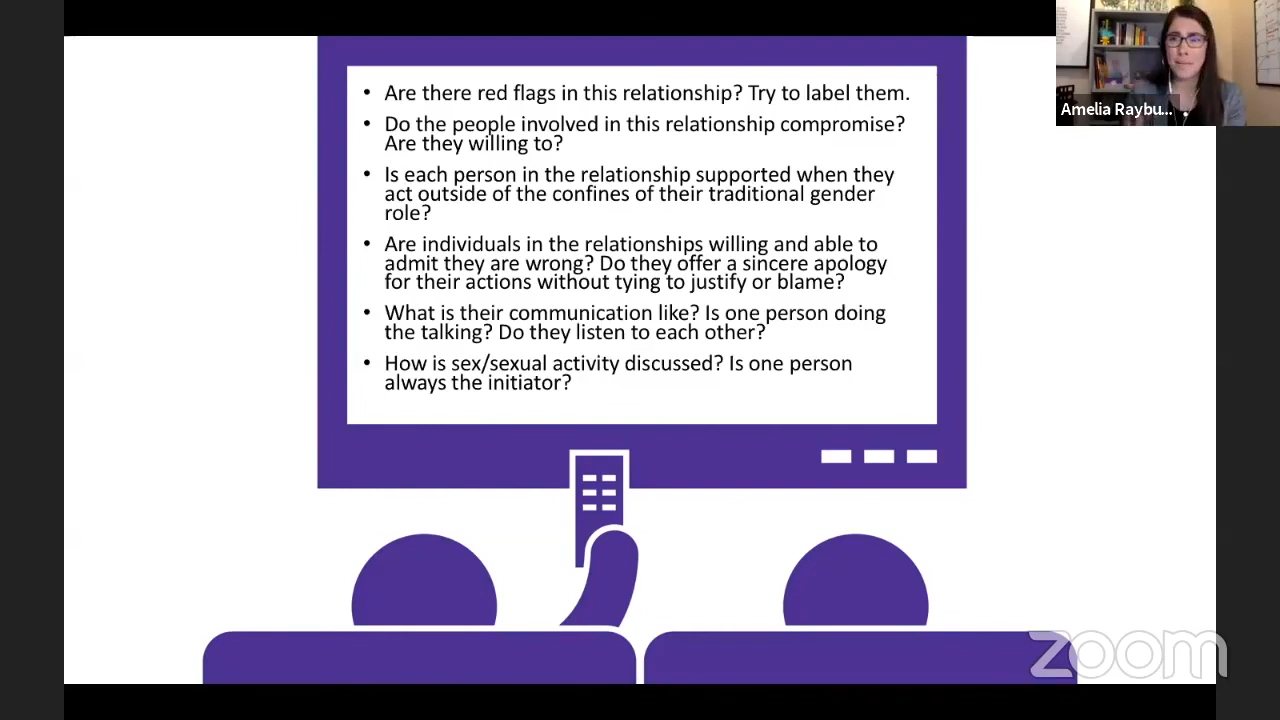 • Are there red flags in this relationship? Try to label them.
• Do the people involved in this relationship compromise?
Are they willing to?
• Is each person in the relationship supported when they
act outside of the confines of their traditional gender
role?
• Are individuals in the relationships willing and able to
admit they are wrong? Do they offer a sincere apology
for their actions without tying to justify or blame?
• What is their communication like? Is one person doing
the talking? Do they listen to each other?
• How is sex/sexual activity discussed? Is one person
always the initiator?
Amelia Raybu...
zoom